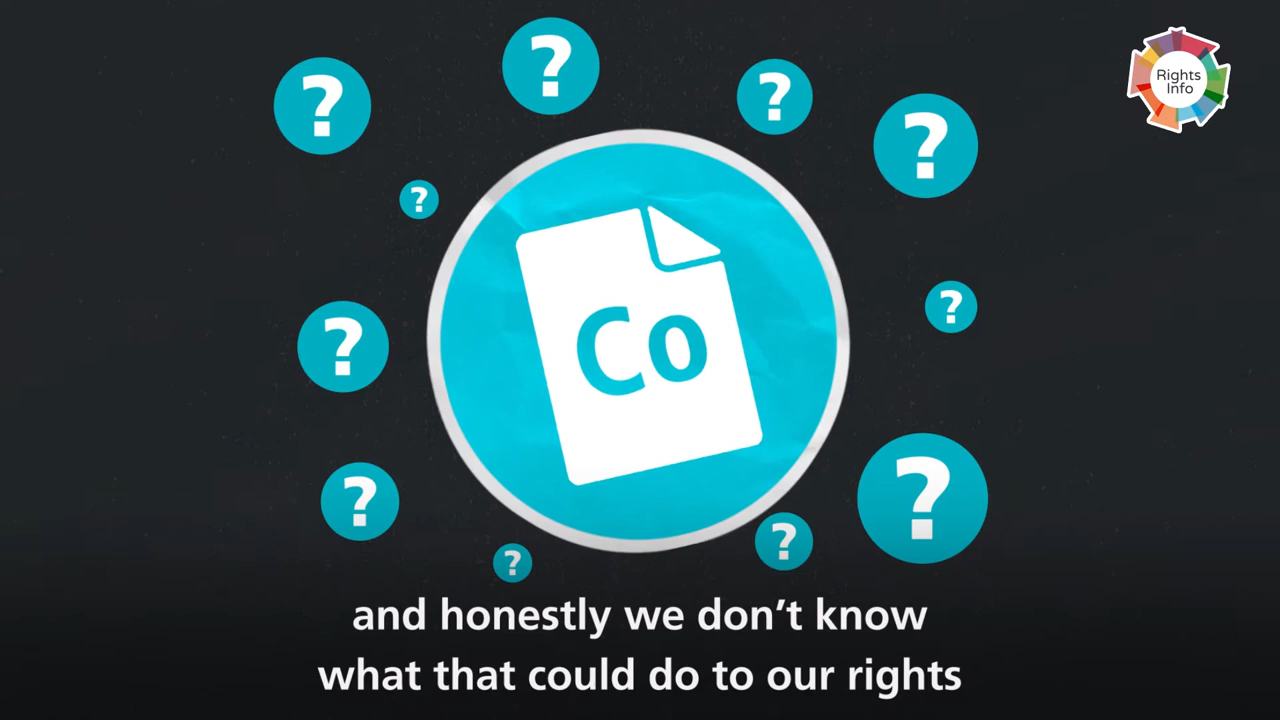 ?
?
?
?
Rights
Info
?
Co
?
?
?
?
?
?
and honestly we don’t know
what that could do to our rights